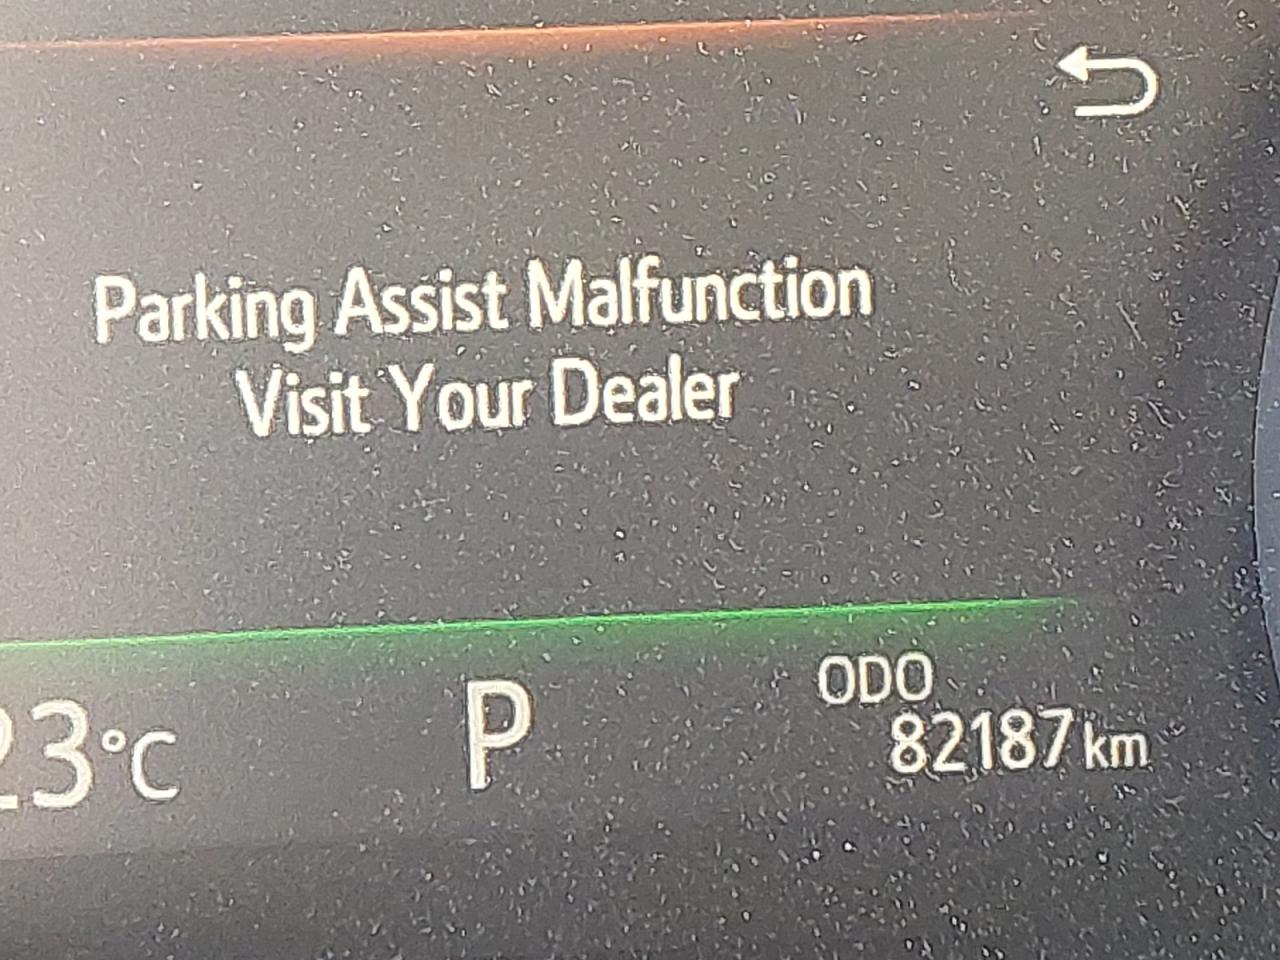 Parking Assist Malfunction
Visit Your Dealer
23°C
P
ODO
82187 km